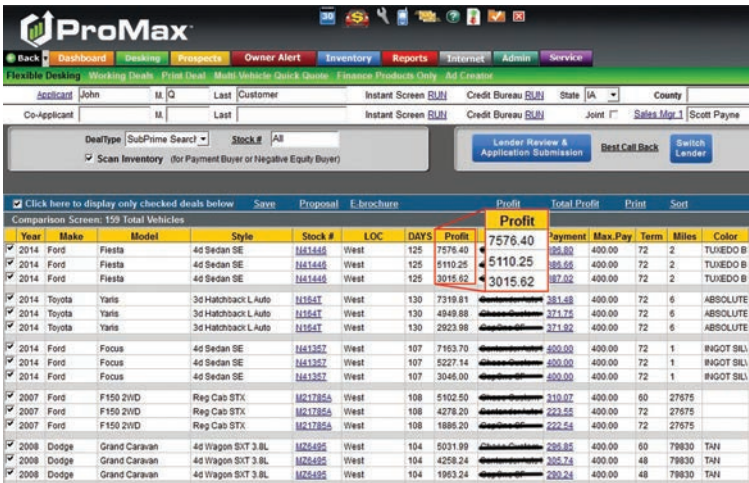 30
ProMax
Back Dashboard Desking Prospects Owner Alert Inventory Reports Internet Admin Service
Flexible Desking Working Deals Print Deal Multi-Vehicle Quick Quote Finance Products Only Ad Creator
Applicant John M. Q Last Customer Instant Screen RUN Credit Bureau RUN State IA County
Co-Applicant M. Last Instant Screen RUN Credit Bureau RUN Joint Sales Mgr.1 Scott Payne
DealType SubPrime Searcl Stock # All
Scan Inventory (for Payment Buyer or Negative Equity Buyer)
Lender Review & Application Submission Best Call Back Switch Lender
Click here to display only checked deals below Save Proposal E-brochure Profit Total Profit Print Sort
Comparison Screen: 159 Total Vehicles
Profit
7576.40
5110.25
3015.62
Year Make Model Style Stock # LOC DAYS Profit Payment Max.Pay Term Miles Color
2014 Ford Fiesta 4d Sedan SE N41446 West 125 7576.40 400.00 72 2 TUXEDO B
2014 Ford Fiesta 4d Sedan SE N41446 West 125 5110.25 400.00 72 2 TUXEDO B
2014 Ford Fiesta 4d Sedan SE N41446 West 125 3015.62 400.00 72 2 TUXEDO B
2014 Toyota Yaris 3d Hatchback L Auto N164T West 130 7319.81 381.48 400.00 72 6 ABSOLUTE
2014 Toyota Yaris 3d Hatchback L Auto N164T West 130 4949.88 371.75 400.00 72 6 ABSOLUTE
2014 Toyota Yaris 3d Hatchback L Auto N164T West 130 2923.98 371.92 400.00 72 6 ABSOLUTE
2014 Ford Focus 4d Sedan SE N41357 West 107 7163.70 400.00 400.00 72 1 INGOT SILV
2014 Ford Focus 4d Sedan SE N41357 West 107 5227.14 400.00 400.00 72 1 INGOT SILV
2014 Ford Focus 4d Sedan SE N41357 West 107 3046.00 400.00 400.00 72 1 INGOT SILV
2007 Ford F150 2WD Reg Cab STX M21785A West 108 5102.50 310.07 400.00 60 27675
2007 Ford F150 2WD Reg Cab STX M21785A West 108 4278.20 223.55 400.00 72 27675
2007 Ford F150 2WD Reg Cab STX M21785A West 108 1886.20 222.54 400.00 72 27675
2008 Dodge Grand Caravan 4d Wagon SXT 3.8L MZ6495 West 104 5031.99 296.85 400.00 60 79830 TAN
2008 Dodge Grand Caravan 4d Wagon SXT 3.8L MZ6495 West 104 4258.24 305.74 400.00 48 79830 TAN
2008 Dodge Grand Caravan 4d Wagon SXT 3.8L MZ6495 West 104 1963.24 290.24 400.00 48 79830 TAN